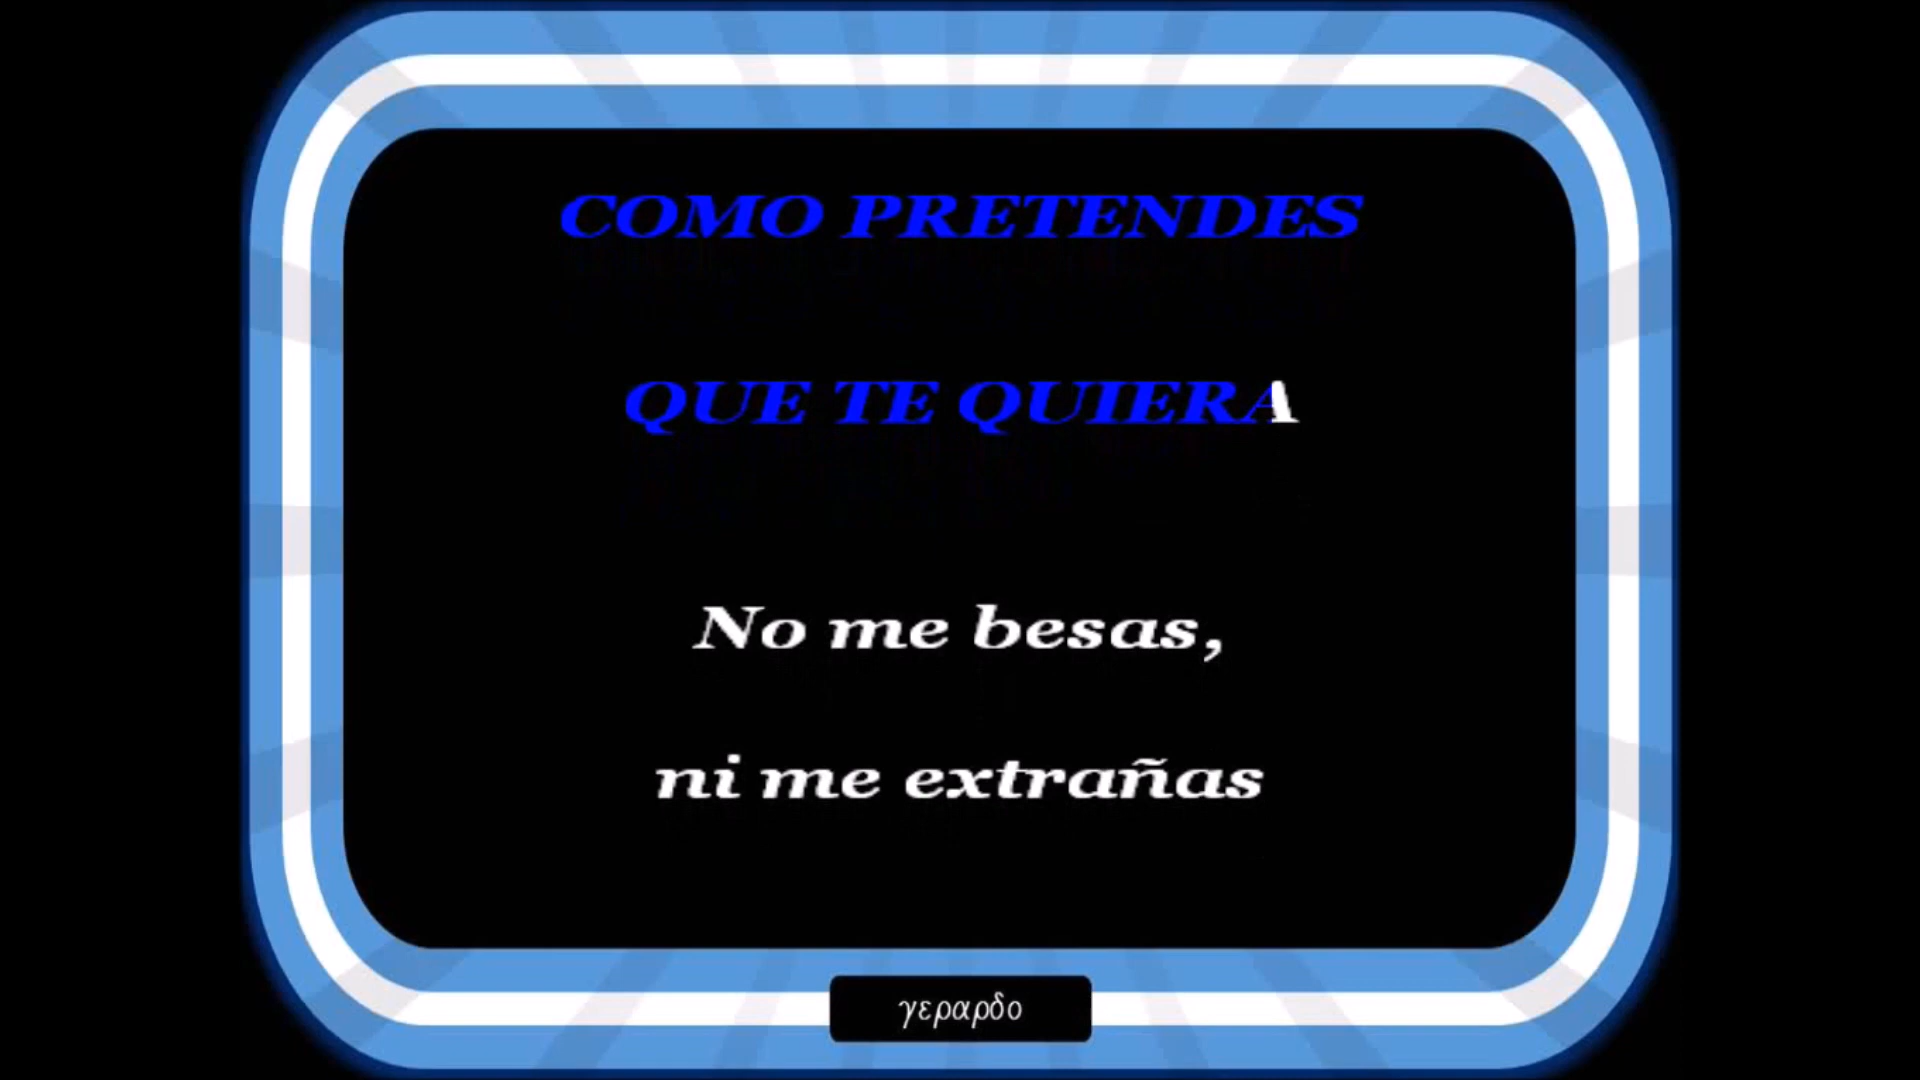 COMO PRETENDES
QUE TE QUIERA
No me besas,
ni me extrañas
γεραρδο